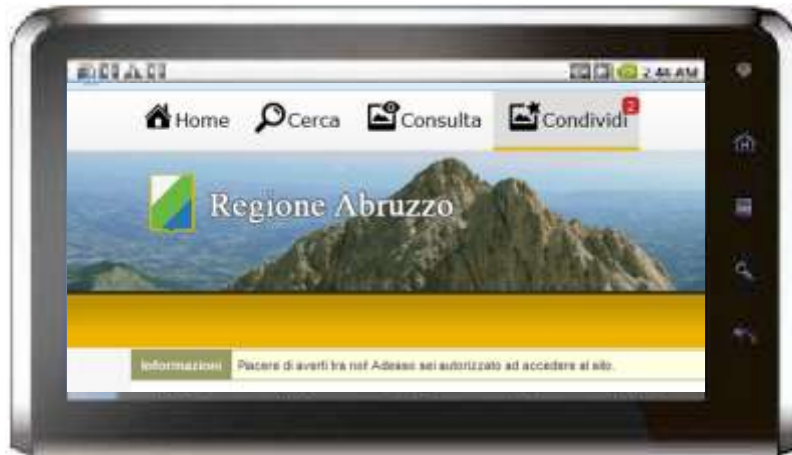 2:46 AM
Home Cerca Consulta Condividi 2
Regione Abruzzo
Informazioni Piacere di averti tra noi! Adesso sei autorizzato ad accedere al sito.